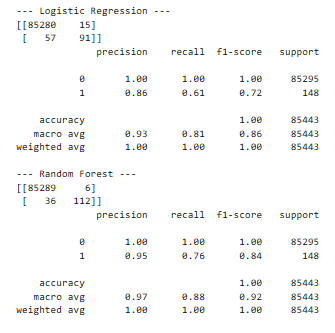 --- Logistic Regression ---
[[85280    15]
 [   57    91]]
              precision    recall  f1-score   support
           0       1.00      1.00      1.00     85295
           1       0.86      0.61      0.72       148
    accuracy                           1.00     85443
   macro avg       0.93      0.81      0.86     85443
weighted avg       1.00      1.00      1.00     85443
--- Random Forest ---
[[85289     6]
 [   36   112]]
              precision    recall  f1-score   support
           0       1.00      1.00      1.00     85295
           1       0.95      0.76      0.84       148
    accuracy                           1.00     85443
   macro avg       0.97      0.88      0.92     85443
weighted avg       1.00      1.00      1.00     85443